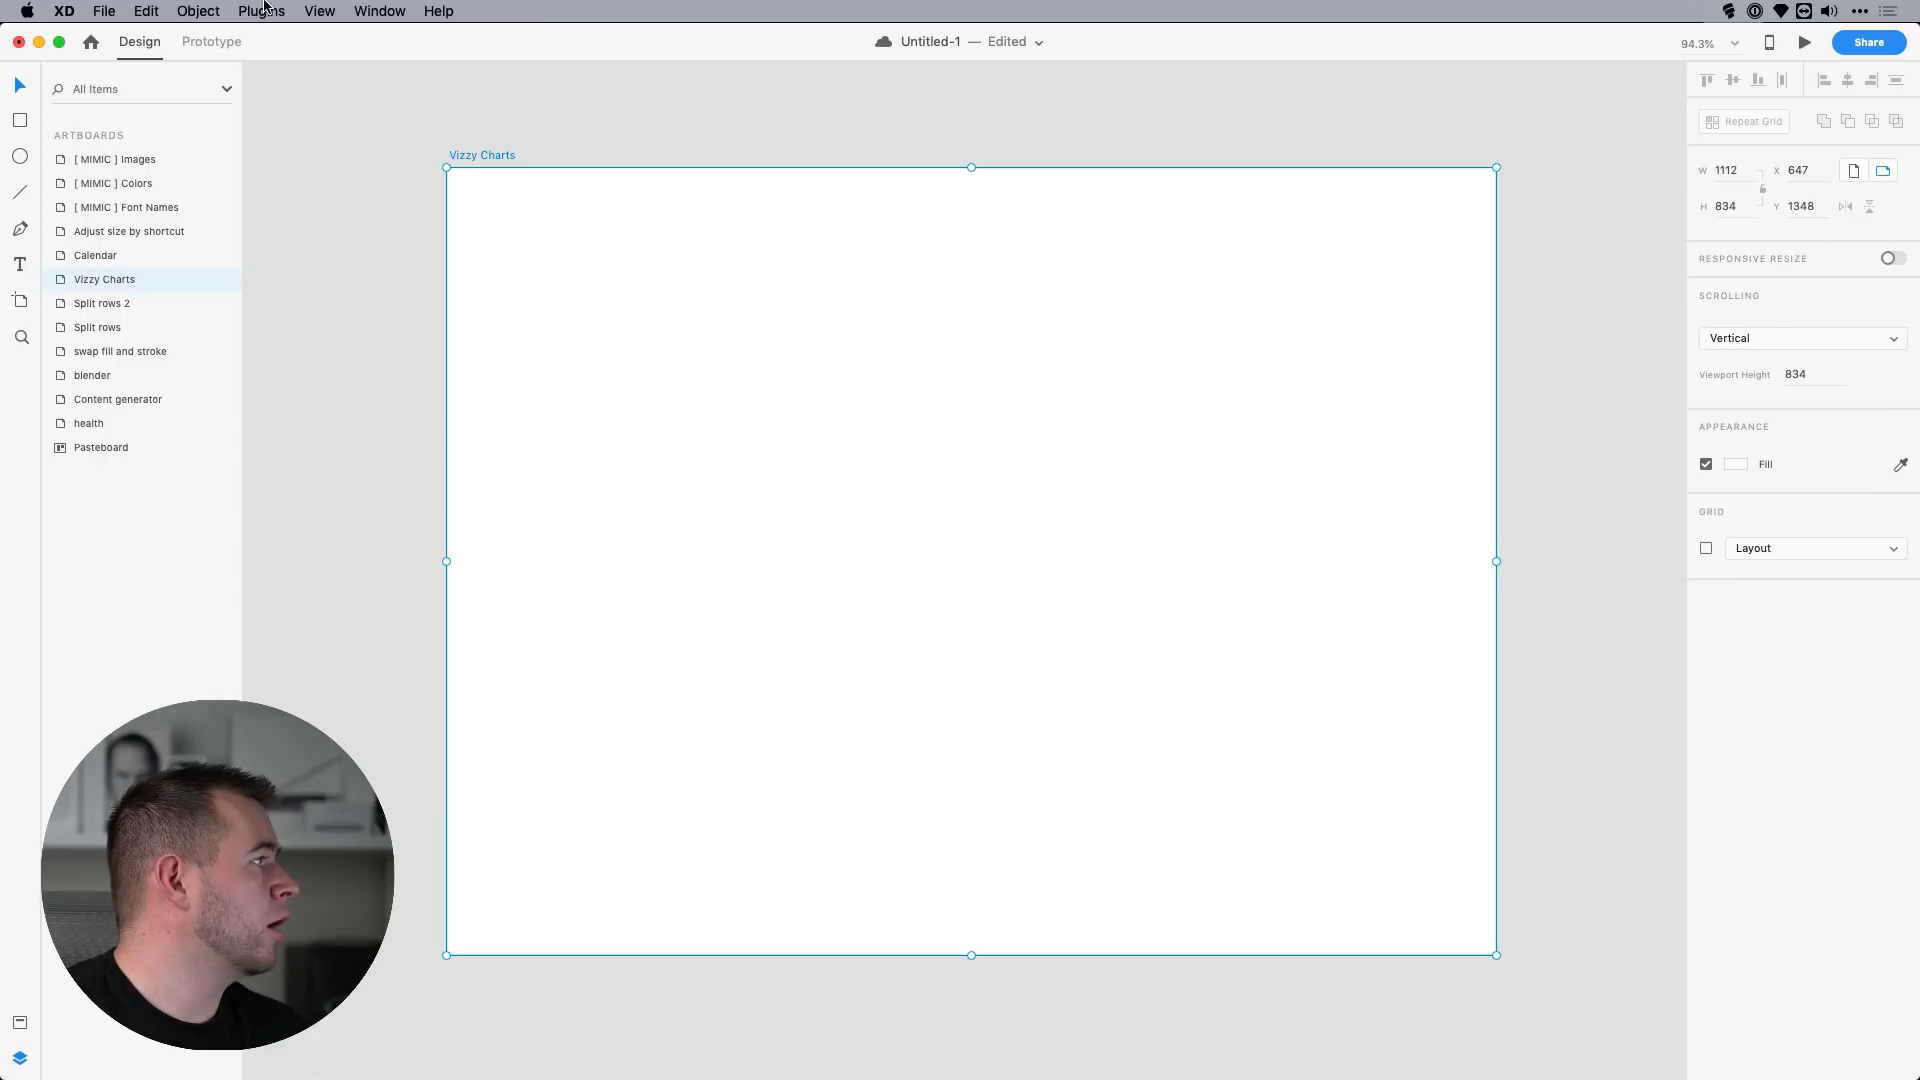 XD File Edit Object Plugins View Window Help
Design Prototype
Untitled-1 — Edited
94.3%
Share
All Items
ARTBOARDS
[ MIMIC ] Images
[ MIMIC ] Colors
[ MIMIC ] Font Names
Adjust size by shortcut
Calendar
Vizzy Charts
Split rows 2
Split rows
swap fill and stroke
blender
Content generator
health
Pasteboard
Vizzy Charts
Repeat Grid
W 1112 X 647
H 834 Y 1348
RESPONSIVE RESIZE
SCROLLING
Vertical
Viewport Height 834
APPEARANCE
Fill
GRID
Layout